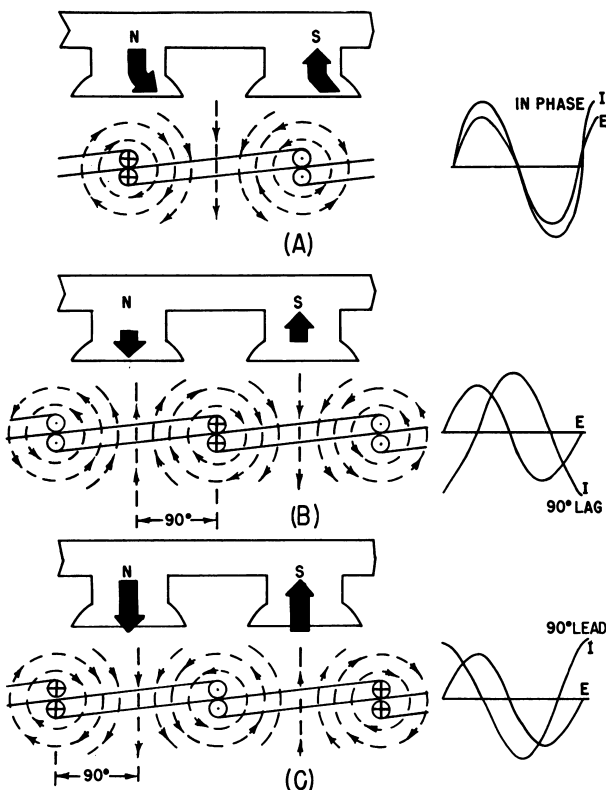 N S
IN PHASE I
E
(A)
N S
E
I
90° LAG
90°
(B)
N S
90° LEAD
I
E
90°
(C)